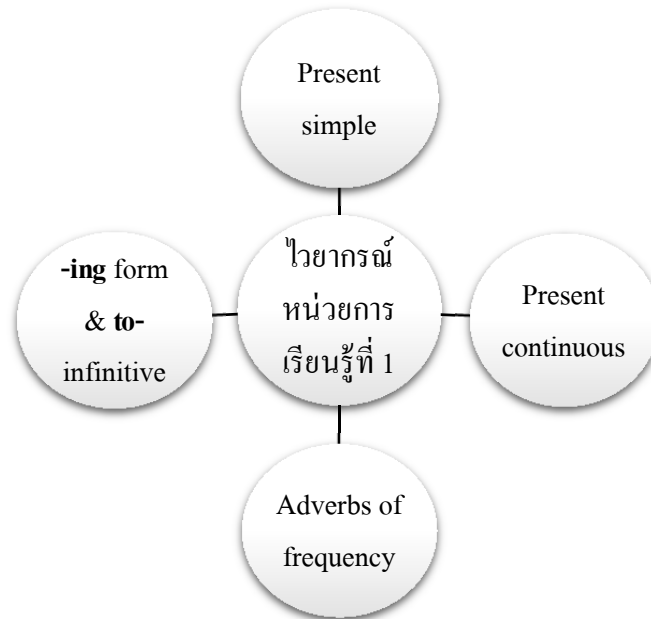 Present
simple
-ing form
& to-
infinitive
ไวยากรณ์
หน่วยการ
เรียนรู้ที่ 1
Present
continuous
Adverbs of
frequency